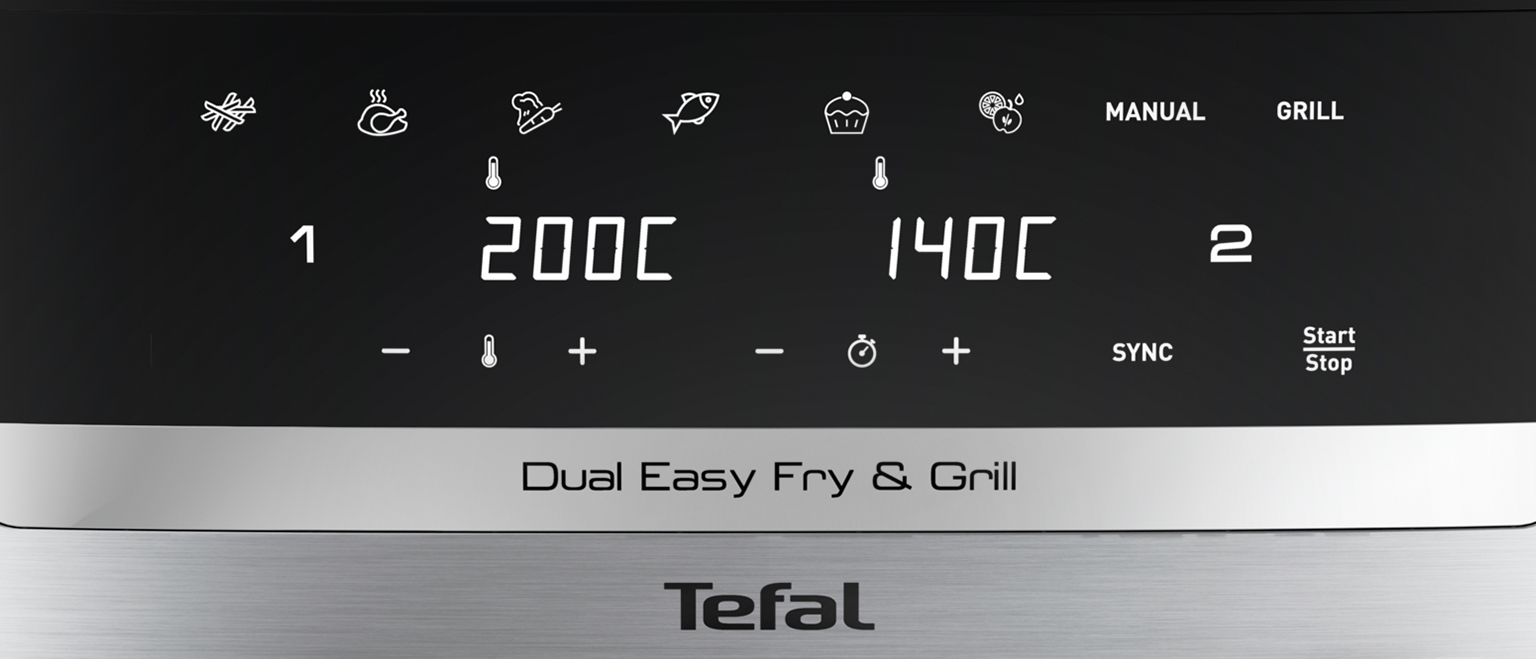 MANUAL GRILL
1 200C 140C 2
− + − + SYNC Start
Stop
Dual Easy Fry & Grill
Tefal